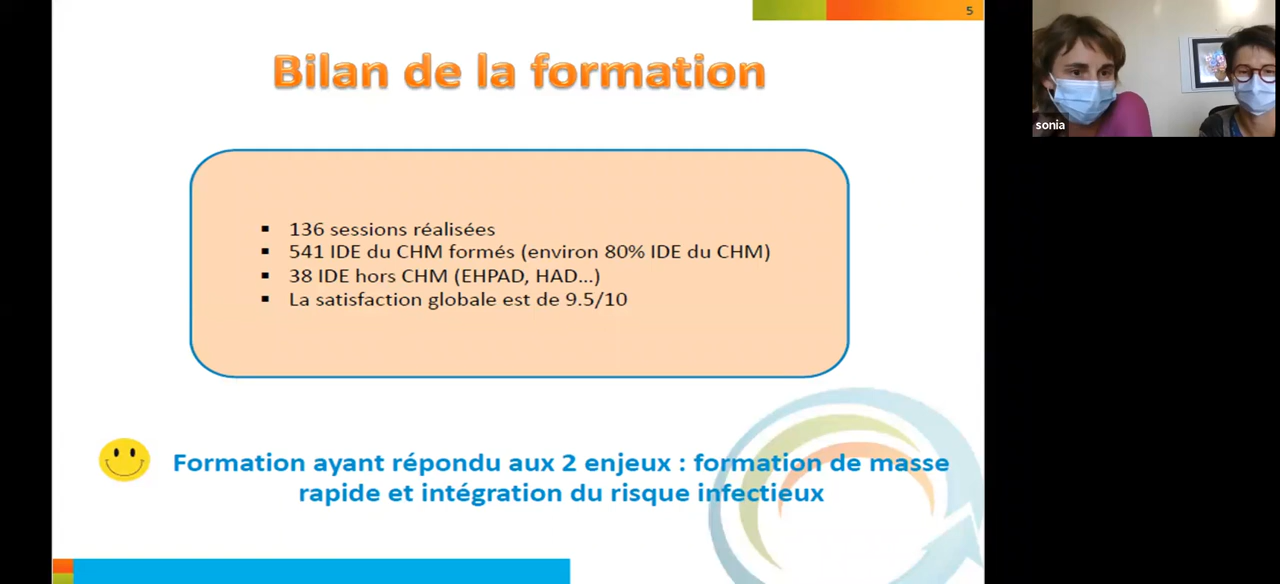 5
Bilan de la formation
136 sessions réalisées
541 IDE du CHM formés (environ 80% IDE du CHM)
38 IDE hors CHM (EHPAD, HAD...)
La satisfaction globale est de 9.5/10
Formation ayant répondu aux 2 enjeux : formation de masse
rapide et intégration du risque infectieux
sonia